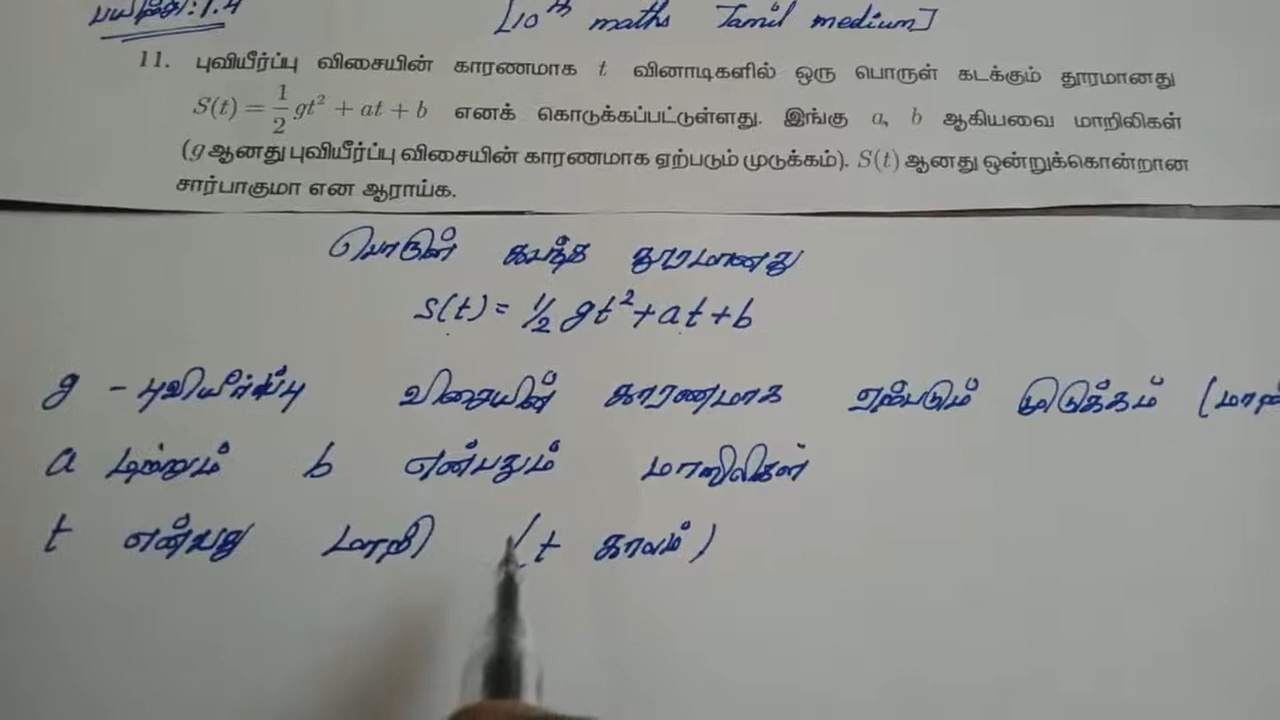 பயிற்சி: 1.4 [10th maths Tamil medium]
11. புவியீர்ப்பு விசையின் காரணமாக t வினாடிகளில் ஒரு பொருள் கடக்கும் தூரமானது
S(t) = 1/2 gt² + at + b எனக் கொடுக்கப்பட்டுள்ளது. இங்கு a, b ஆகியவை மாறிலிகள்
(g ஆனது புவியீர்ப்பு விசையின் காரணமாக ஏற்படும் முடுக்கம்). S(t) ஆனது ஒன்றுக்கொன்றான
சார்பாகுமா என ஆராய்க.
பொருள் கடந்த தூரமானது
s(t) = 1/2 gt² + at + b
g - புவியீர்ப்பு விசையின் காரணமாக ஏற்படும் முடுக்கம்
a மற்றும் b என்பதும் மாறிலிகள்
t என்பது மாறி (t காலம்)